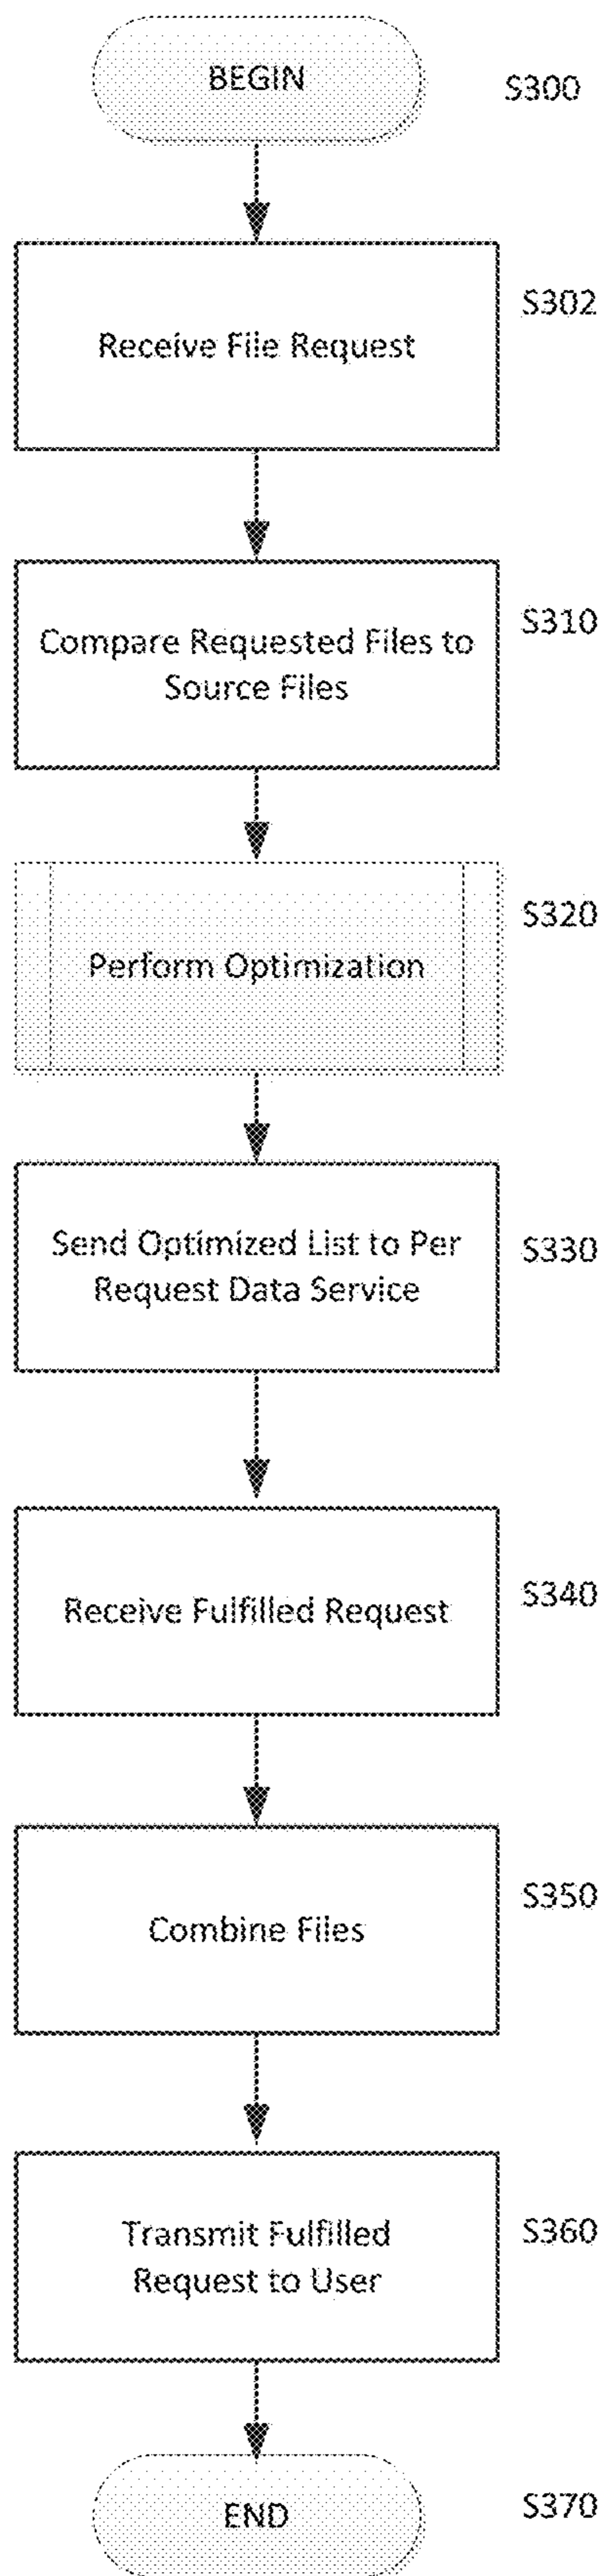 BEGIN
S300
Receive File Request
S302
Compare Requested Files to
Source Files
S310
Perform Optimization
S320
Send Optimized List to Per
Request Data Service
S330
Receive Fulfilled Request
S340
Combine Files
S350
Transmit Fulfilled
Request to User
S360
END
S370